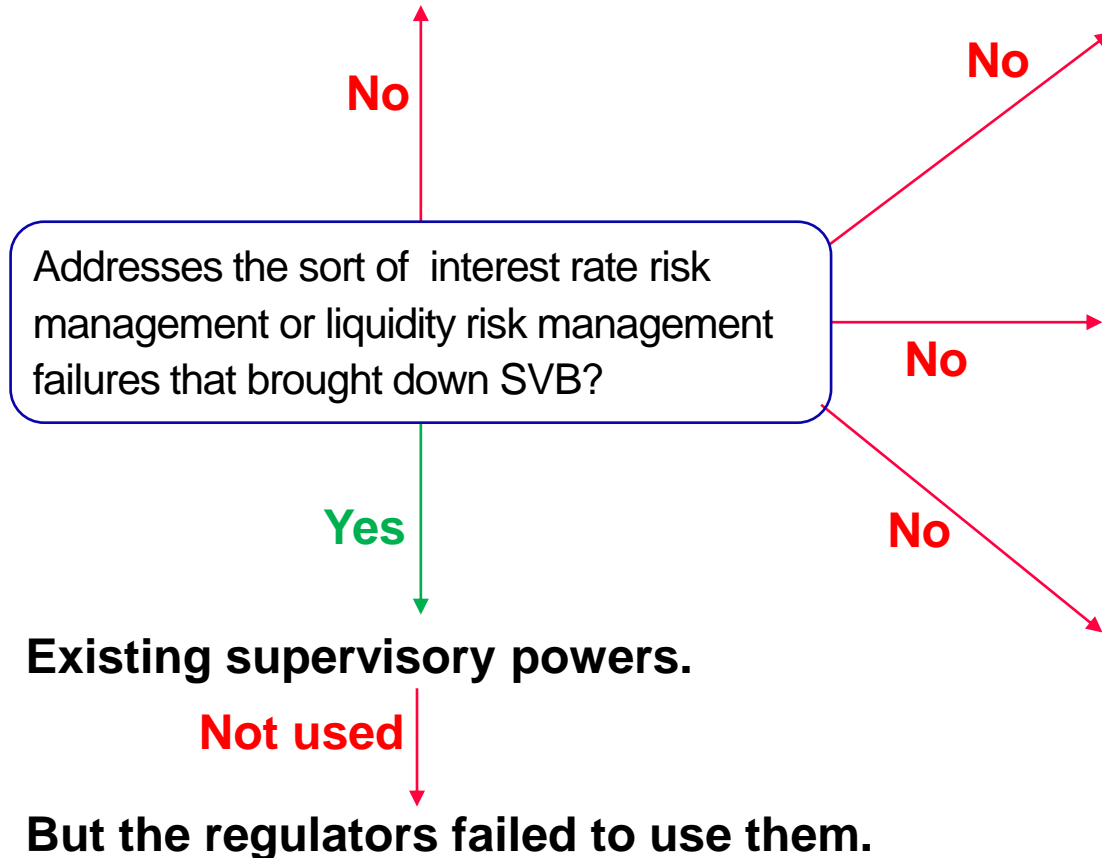 No
No
Addresses the sort of  interest rate risk
management or liquidity risk management
failures that brought down SVB?
No
No
Yes
Existing supervisory powers.
Not used
But the regulators failed to use them.